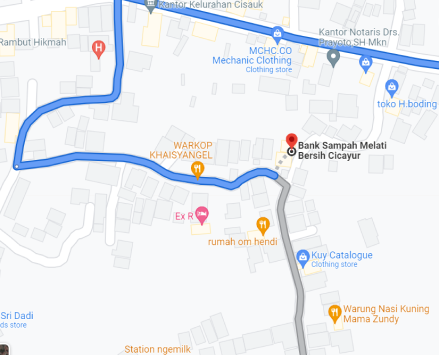 Kantor Kelurahan Cisauk
Rambut Hikmah
MCHC.CO
Mechanic Clothing
Clothing store
Kantor Notaris Drs.
Prayoto SH Mkn
toko H.boding
WARKOP
KHAISYANGEL
Bank Sampah Melati
Bersih Cicayur
Ex R
rumah om hendi
Kuy Catalogue
Clothing store
Warung Nasi Kuning
Mama Zundy
Sri Dadi
ds store
Station ngemilk